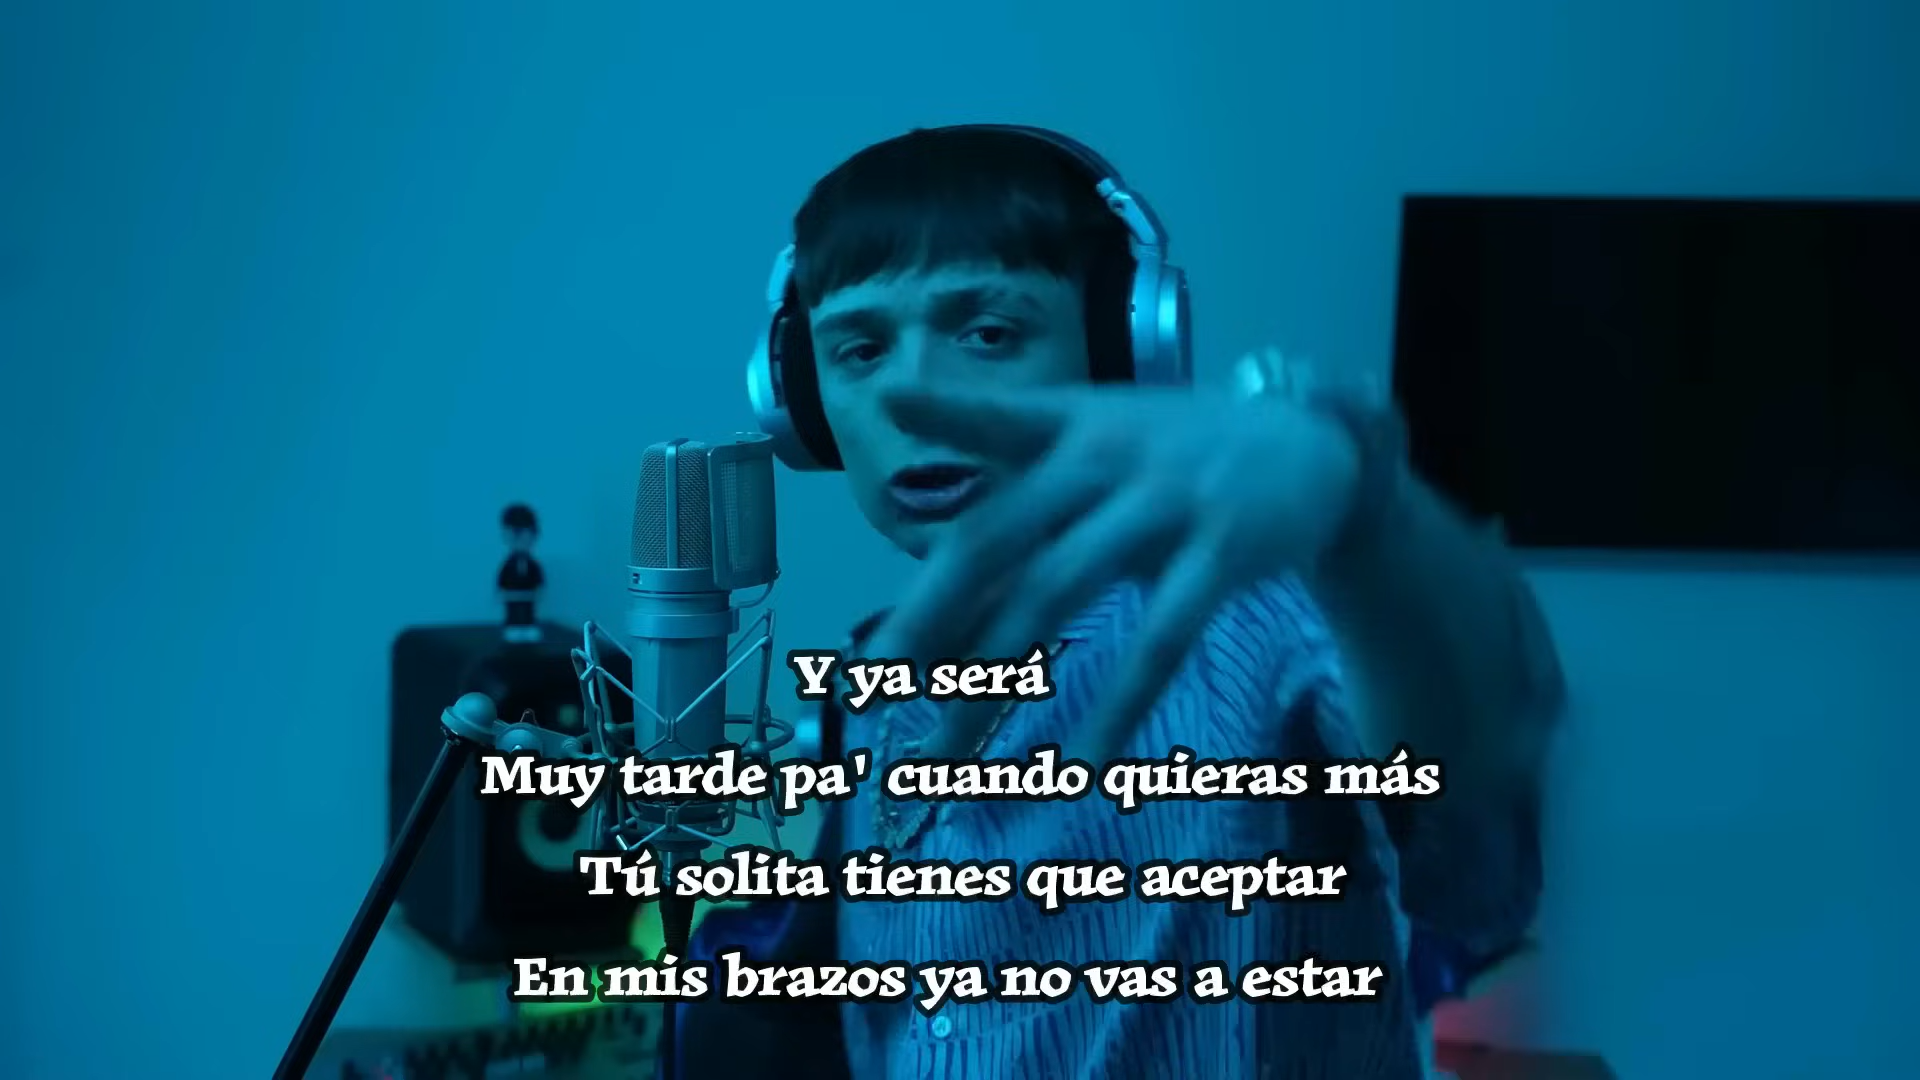 Y ya será
Muy tarde pa' cuando quieras más
Tú solita tienes que aceptar
En mis brazos ya no vas a estar